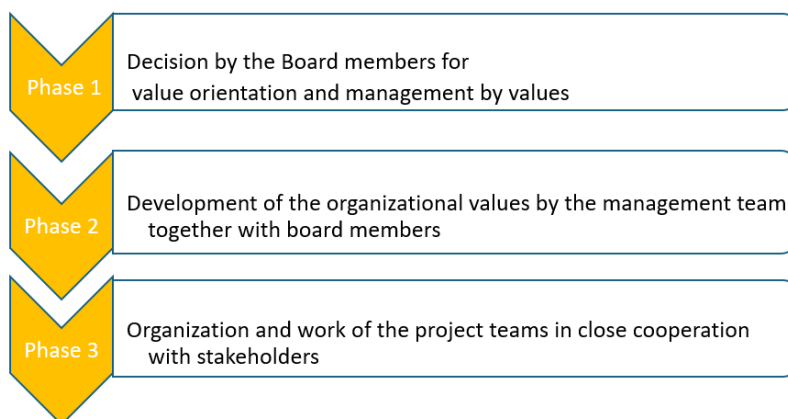 Phase 1
Decision by the Board members for
value orientation and management by values
Phase 2
Development of the organizational values by the management team
together with board members
Phase 3
Organization and work of the project teams in close cooperation
with stakeholders